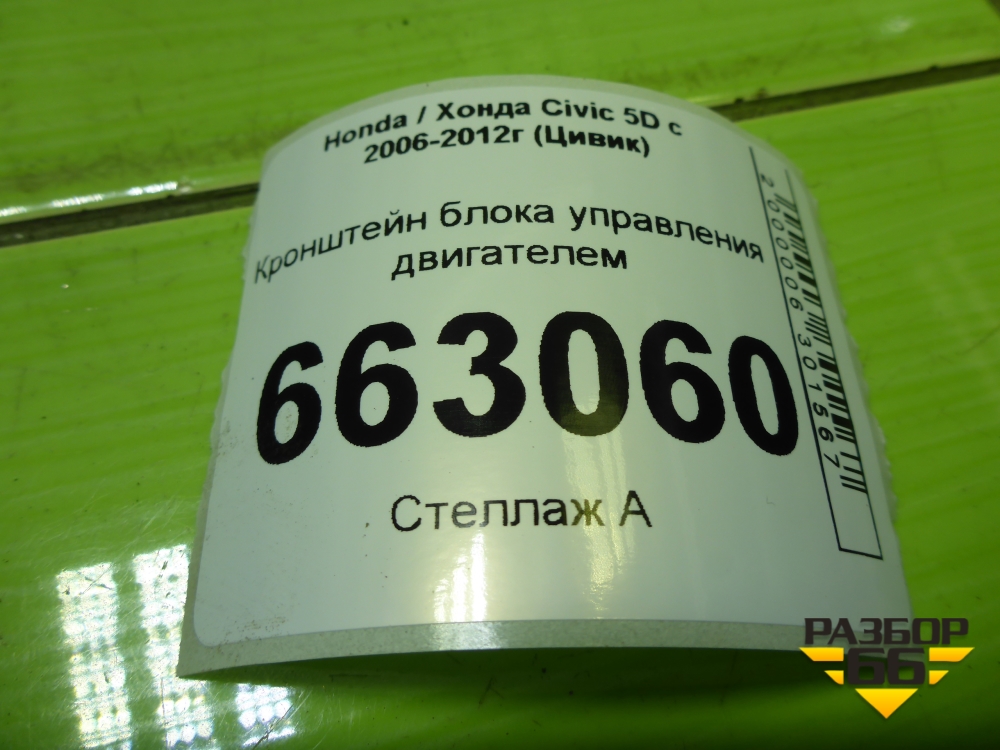 Honda / Хонда Civic 5D с
2006-2012г (Цивик)
Кронштейн блока управления
двигателем
663060
Стеллаж А
2000006301567
РАЗБОР
66